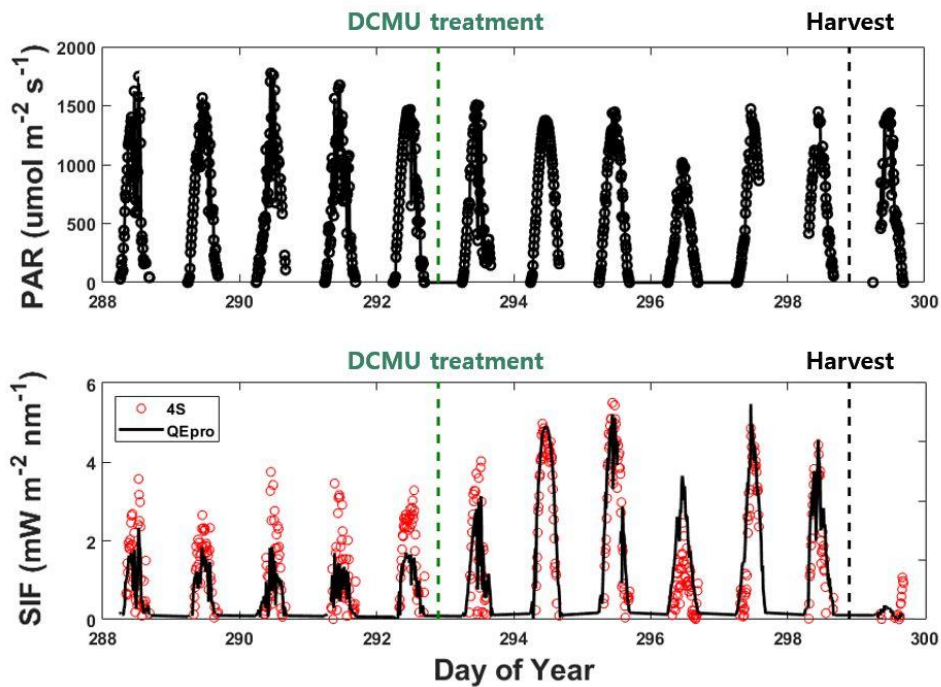 DCMU treatment Harvest
2000
1500
1000
500
0
PAR (umol m⁻² s⁻¹)
288 290 292 294 296 298 300
DCMU treatment Harvest
6
4
2
0
SIF (mW m⁻² nm⁻¹)
4S
QEpro
288 290 292 294 296 298 300
Day of Year